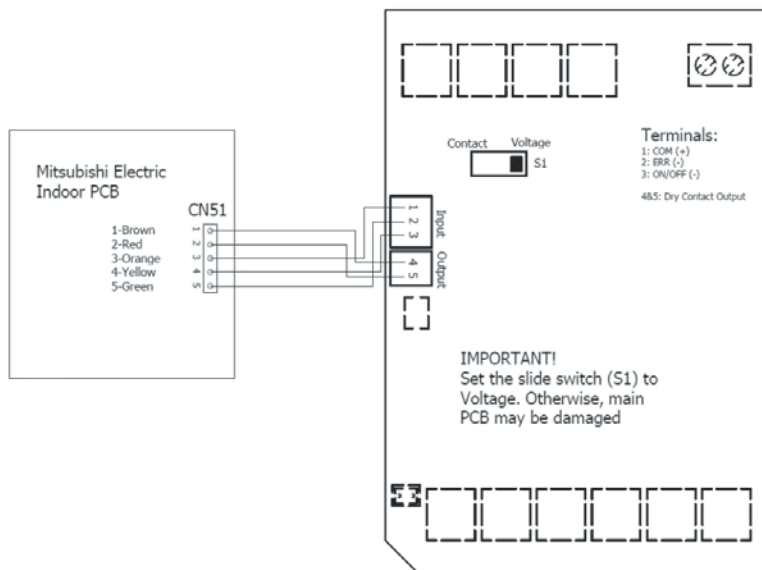 Mitsubishi Electric
Indoor PCB
CN51
1-Brown
2-Red
3-Orange
4-Yellow
5-Green
1
2
3
4
5
Contact
Voltage
S1
Terminals:
1: COM (+)
2: ERR (-)
3: ON/OFF (-)
4&5: Dry Contact Output
1
2
3
Input
4
5
Output
IMPORTANT!
Set the slide switch (S1) to
Voltage. Otherwise, main
PCB may be damaged